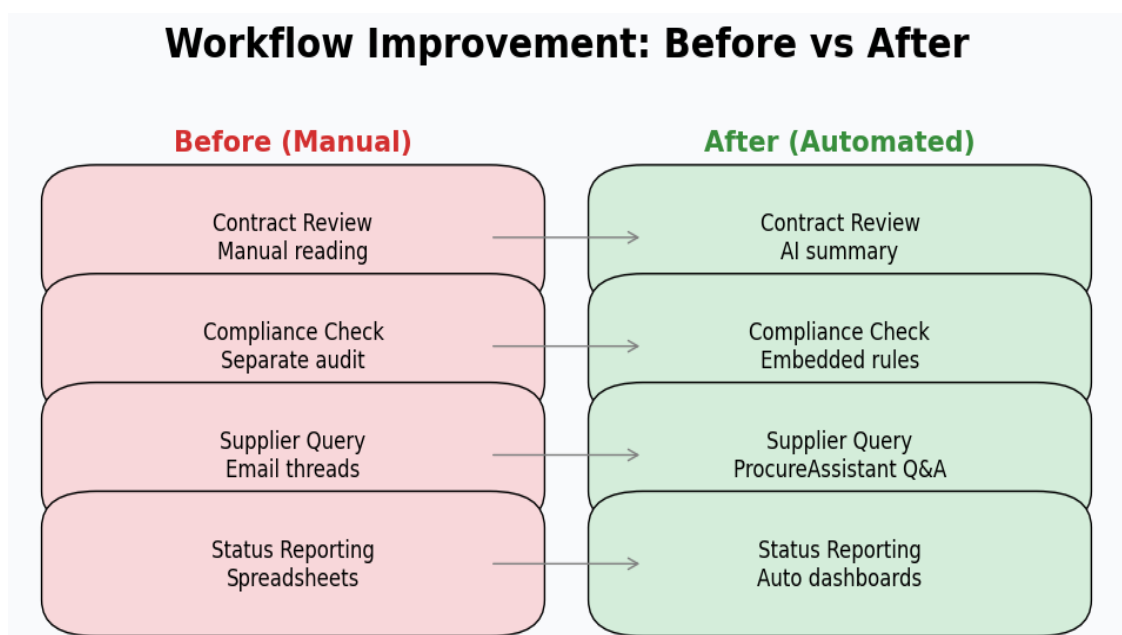 Workflow Improvement: Before vs After
Before (Manual)
After (Automated)
Contract Review
Manual reading
Contract Review
AI summary
Compliance Check
Separate audit
Compliance Check
Embedded rules
Supplier Query
Email threads
Supplier Query
ProcureAssistant Q&A
Status Reporting
Spreadsheets
Status Reporting
Auto dashboards